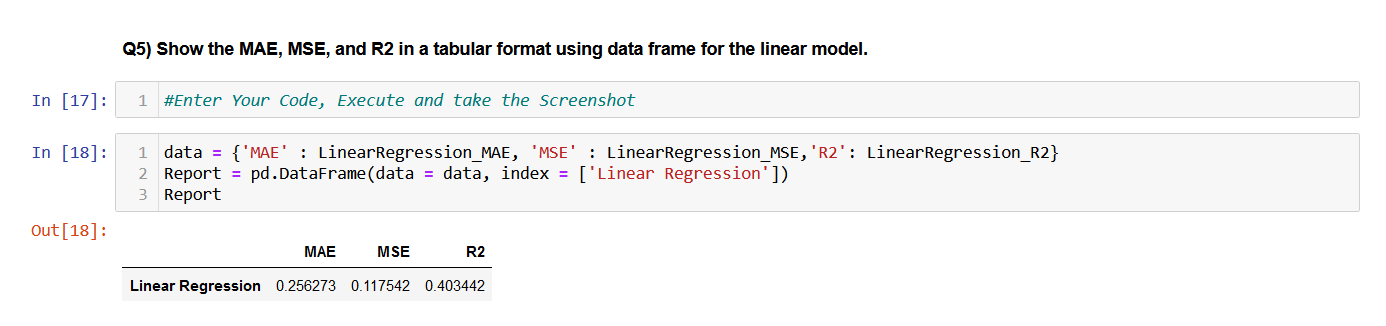 Q5) Show the MAE, MSE, and R2 in a tabular format using data frame for the linear model.
In [17]: 1 #Enter Your Code, Execute and take the Screenshot
In [18]: 1 data = {'MAE' : LinearRegression_MAE, 'MSE' : LinearRegression_MSE,'R2': LinearRegression_R2}
2 Report = pd.DataFrame(data = data, index = ['Linear Regression'])
3 Report
Out[18]:
MAE MSE R2
Linear Regression 0.256273 0.117542 0.403442